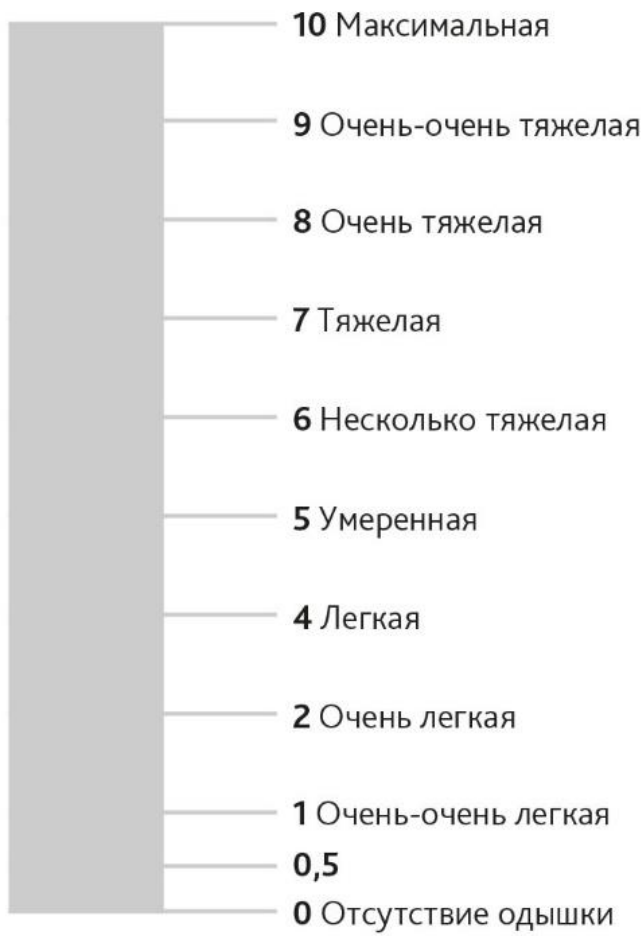 10 Максимальная
9 Очень-очень тяжелая
8 Очень тяжелая
7 Тяжелая
6 Несколько тяжелая
5 Умеренная
4 Легкая
2 Очень легкая
1 Очень-очень легкая
0,5
0 Отсутствие одышки